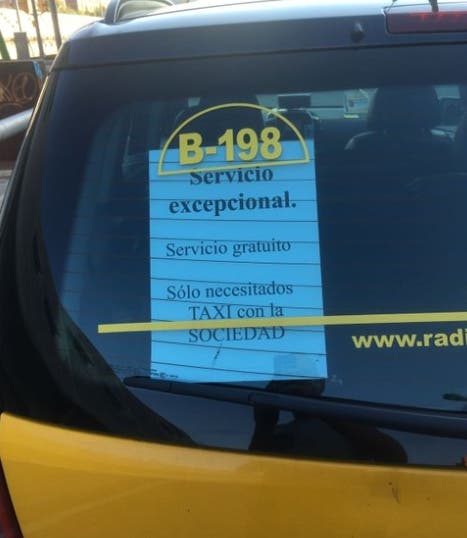 B-198
Servicio
excepcional.
Servicio gratuito
Sólo necesitados
TAXI con la
SOCIEDAD
www.radi